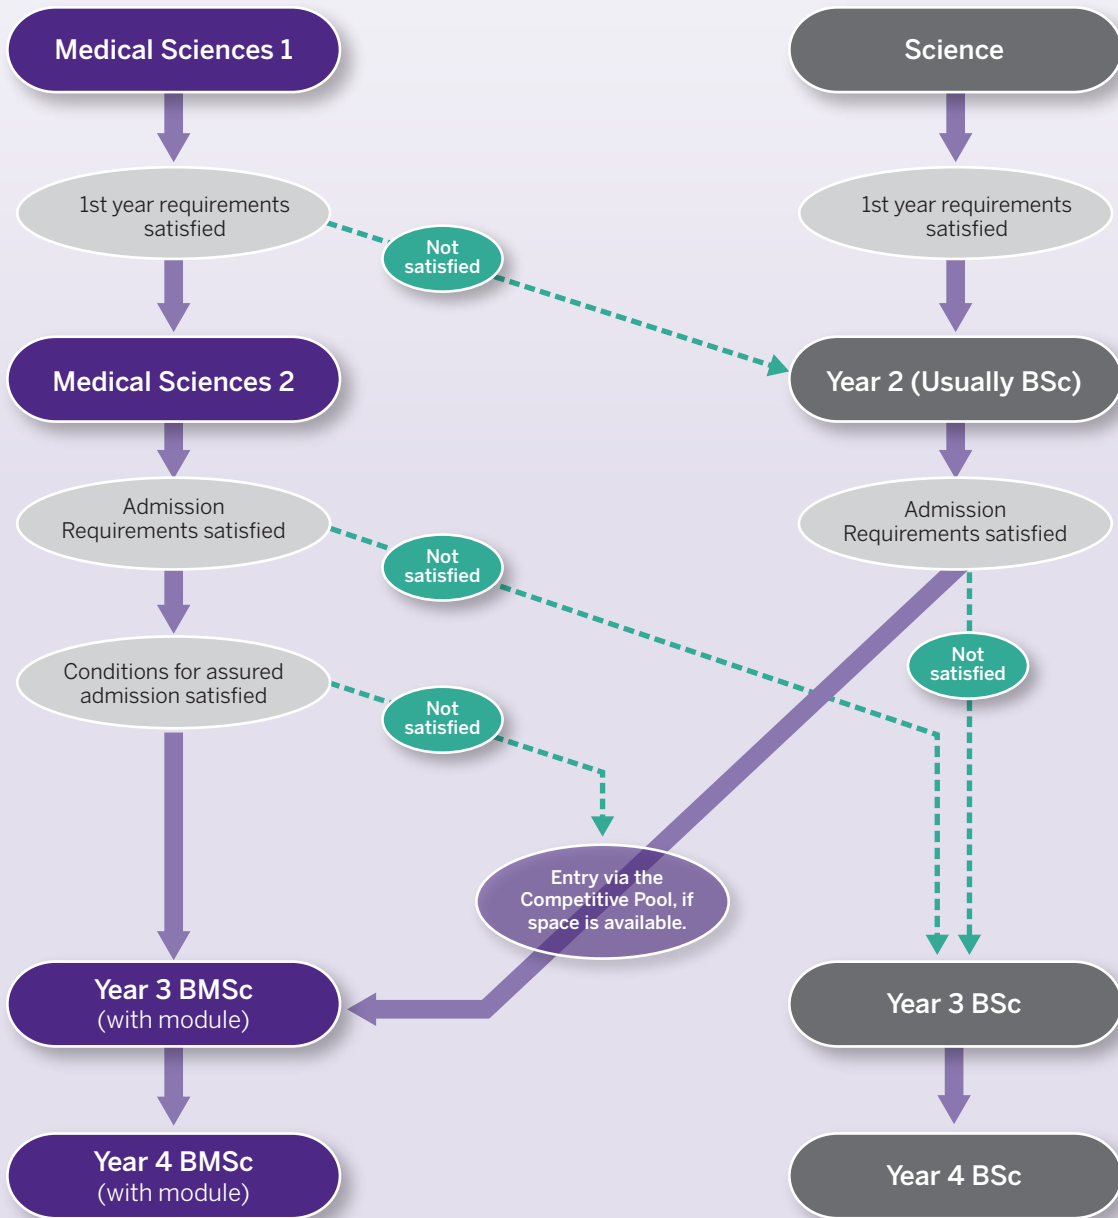 Medical Sciences 1
Science
1st year requirements
satisfied
1st year requirements
satisfied
Not
satisfied
Medical Sciences 2
Year 2 (Usually BSc)
Admission
Requirements satisfied
Admission
Requirements satisfied
Not
satisfied
Conditions for assured
admission satisfied
Not
satisfied
Not
satisfied
Entry via the
Competitive Pool, if
space is available.
Year 3 BMSc
(with module)
Year 3 BSc
Year 4 BMSc
(with module)
Year 4 BSc